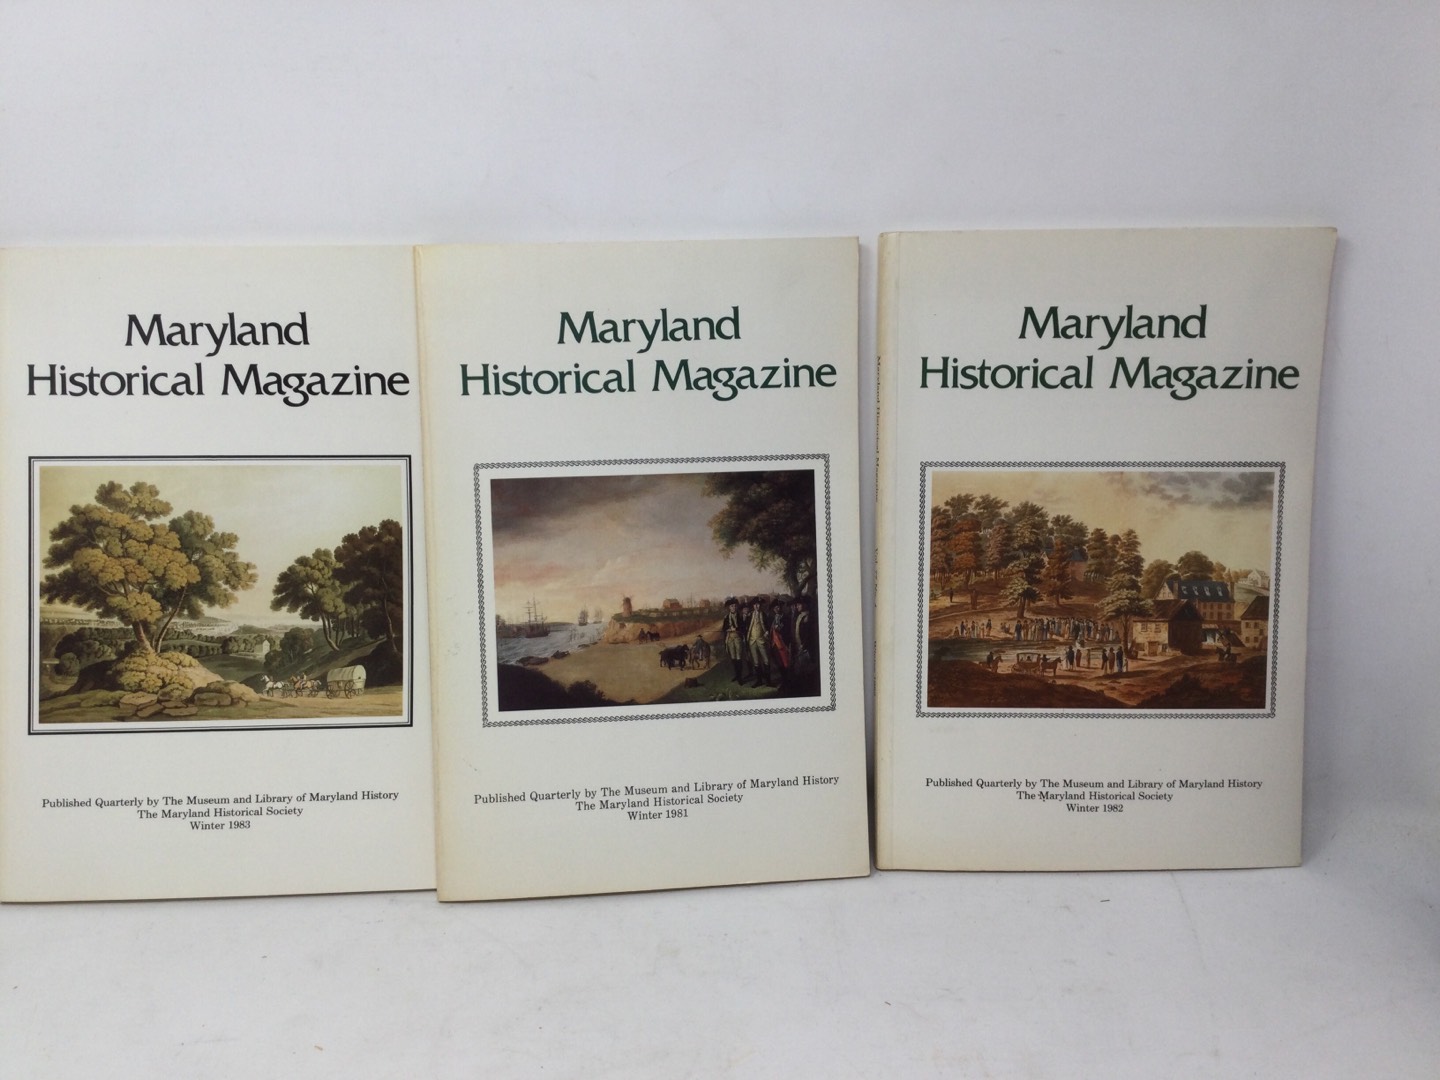 Maryland
Historical Magazine
Published Quarterly by The Museum and Library of Maryland History
The Maryland Historical Society
Winter 1983
Maryland
Historical Magazine
Published Quarterly by The Museum and Library of Maryland History
The Maryland Historical Society
Winter 1981
Maryland
Historical Magazine
Published Quarterly by The Museum and Library of Maryland History
The Maryland Historical Society
Winter 1982